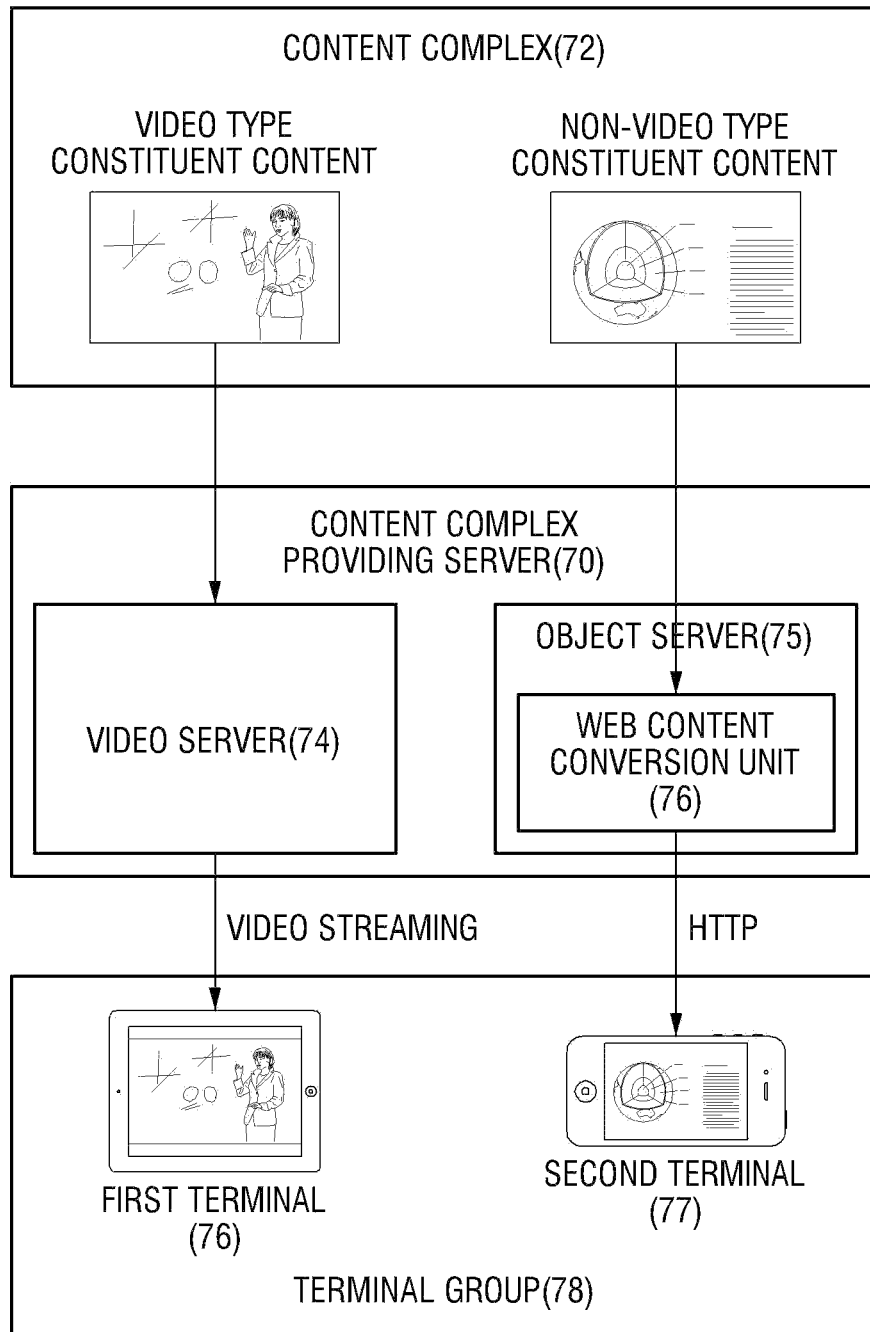 CONTENT COMPLEX(72)
VIDEO TYPE
CONSTITUENT CONTENT
NON-VIDEO TYPE
CONSTITUENT CONTENT
CONTENT COMPLEX
PROVIDING SERVER(70)
VIDEO SERVER(74)
OBJECT SERVER(75)
WEB CONTENT
CONVERSION UNIT
(76)
VIDEO STREAMING
HTTP
FIRST TERMINAL
(76)
SECOND TERMINAL
(77)
TERMINAL GROUP(78)